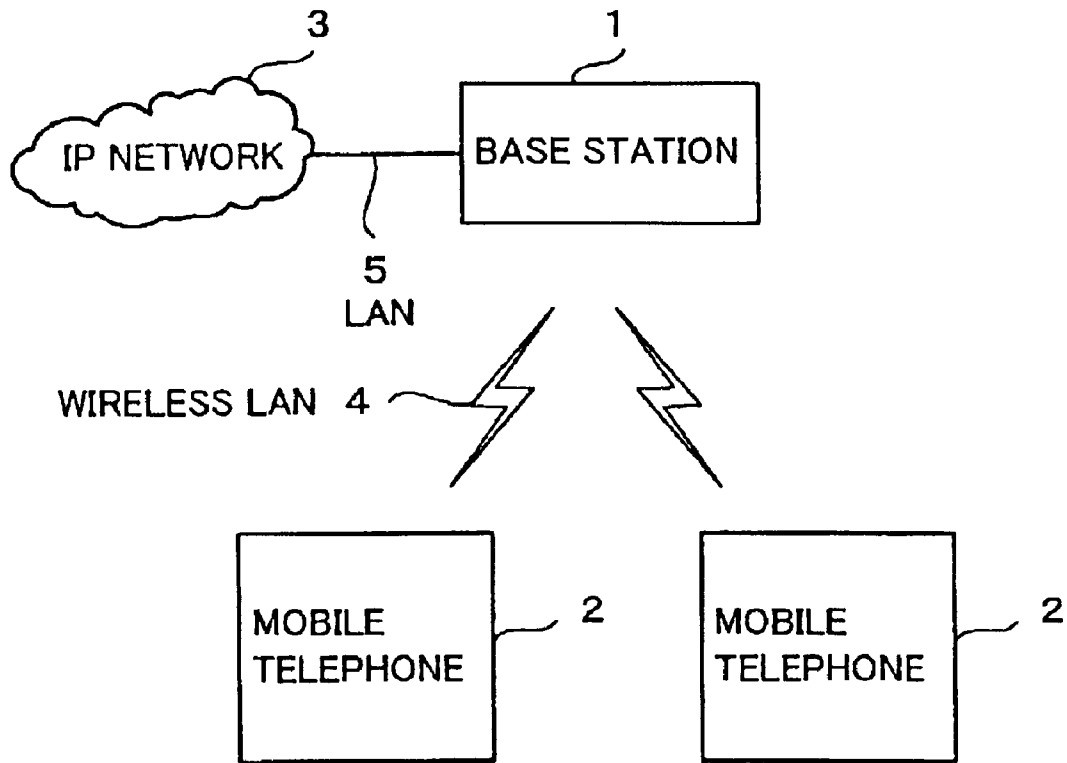 3
1
IP NETWORK
BASE STATION
5
LAN
WIRELESS LAN 4
MOBILE
TELEPHONE
2
MOBILE
TELEPHONE
2